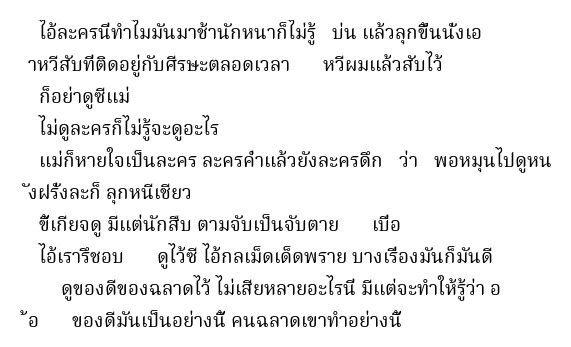 ไอ้ละครนี่ทำไมมันมาช้านักหนาก็ไม่รู้ บ่น แล้วลุกขึ้นนั่งเอ
าหวีสับที่ติดอยู่กับศีรษะตลอดเวลา หวีผมแล้วสับไว้
ก็อย่าดูซีแม่
ไม่ดูละครก็ไม่รู้จะดูอะไร
แม่ก็หายใจเป็นละคร ละครค่ำแล้วยังละครดึก ว่า พอหมุนไปดูหน
ังฝรั่งละก็ ลุกหนีเชียว
ขี้เกียจดู มีแต่นักสืบ ตามจับเป็นจับตาย เบื่อ
ไอ้เรารึชอบ ดูไว้ซี ไอ้กลเม็ดเด็ดพราย บางเรื่องมันก็มันดี
ดูของดีของฉลาดไว้ ไม่เสียหลายอะไรนี่ มีแต่จะทำให้รู้ว่า อ
้อ ของดีมันเป็นอย่างนี้ คนฉลาดเขาทำอย่างนี้